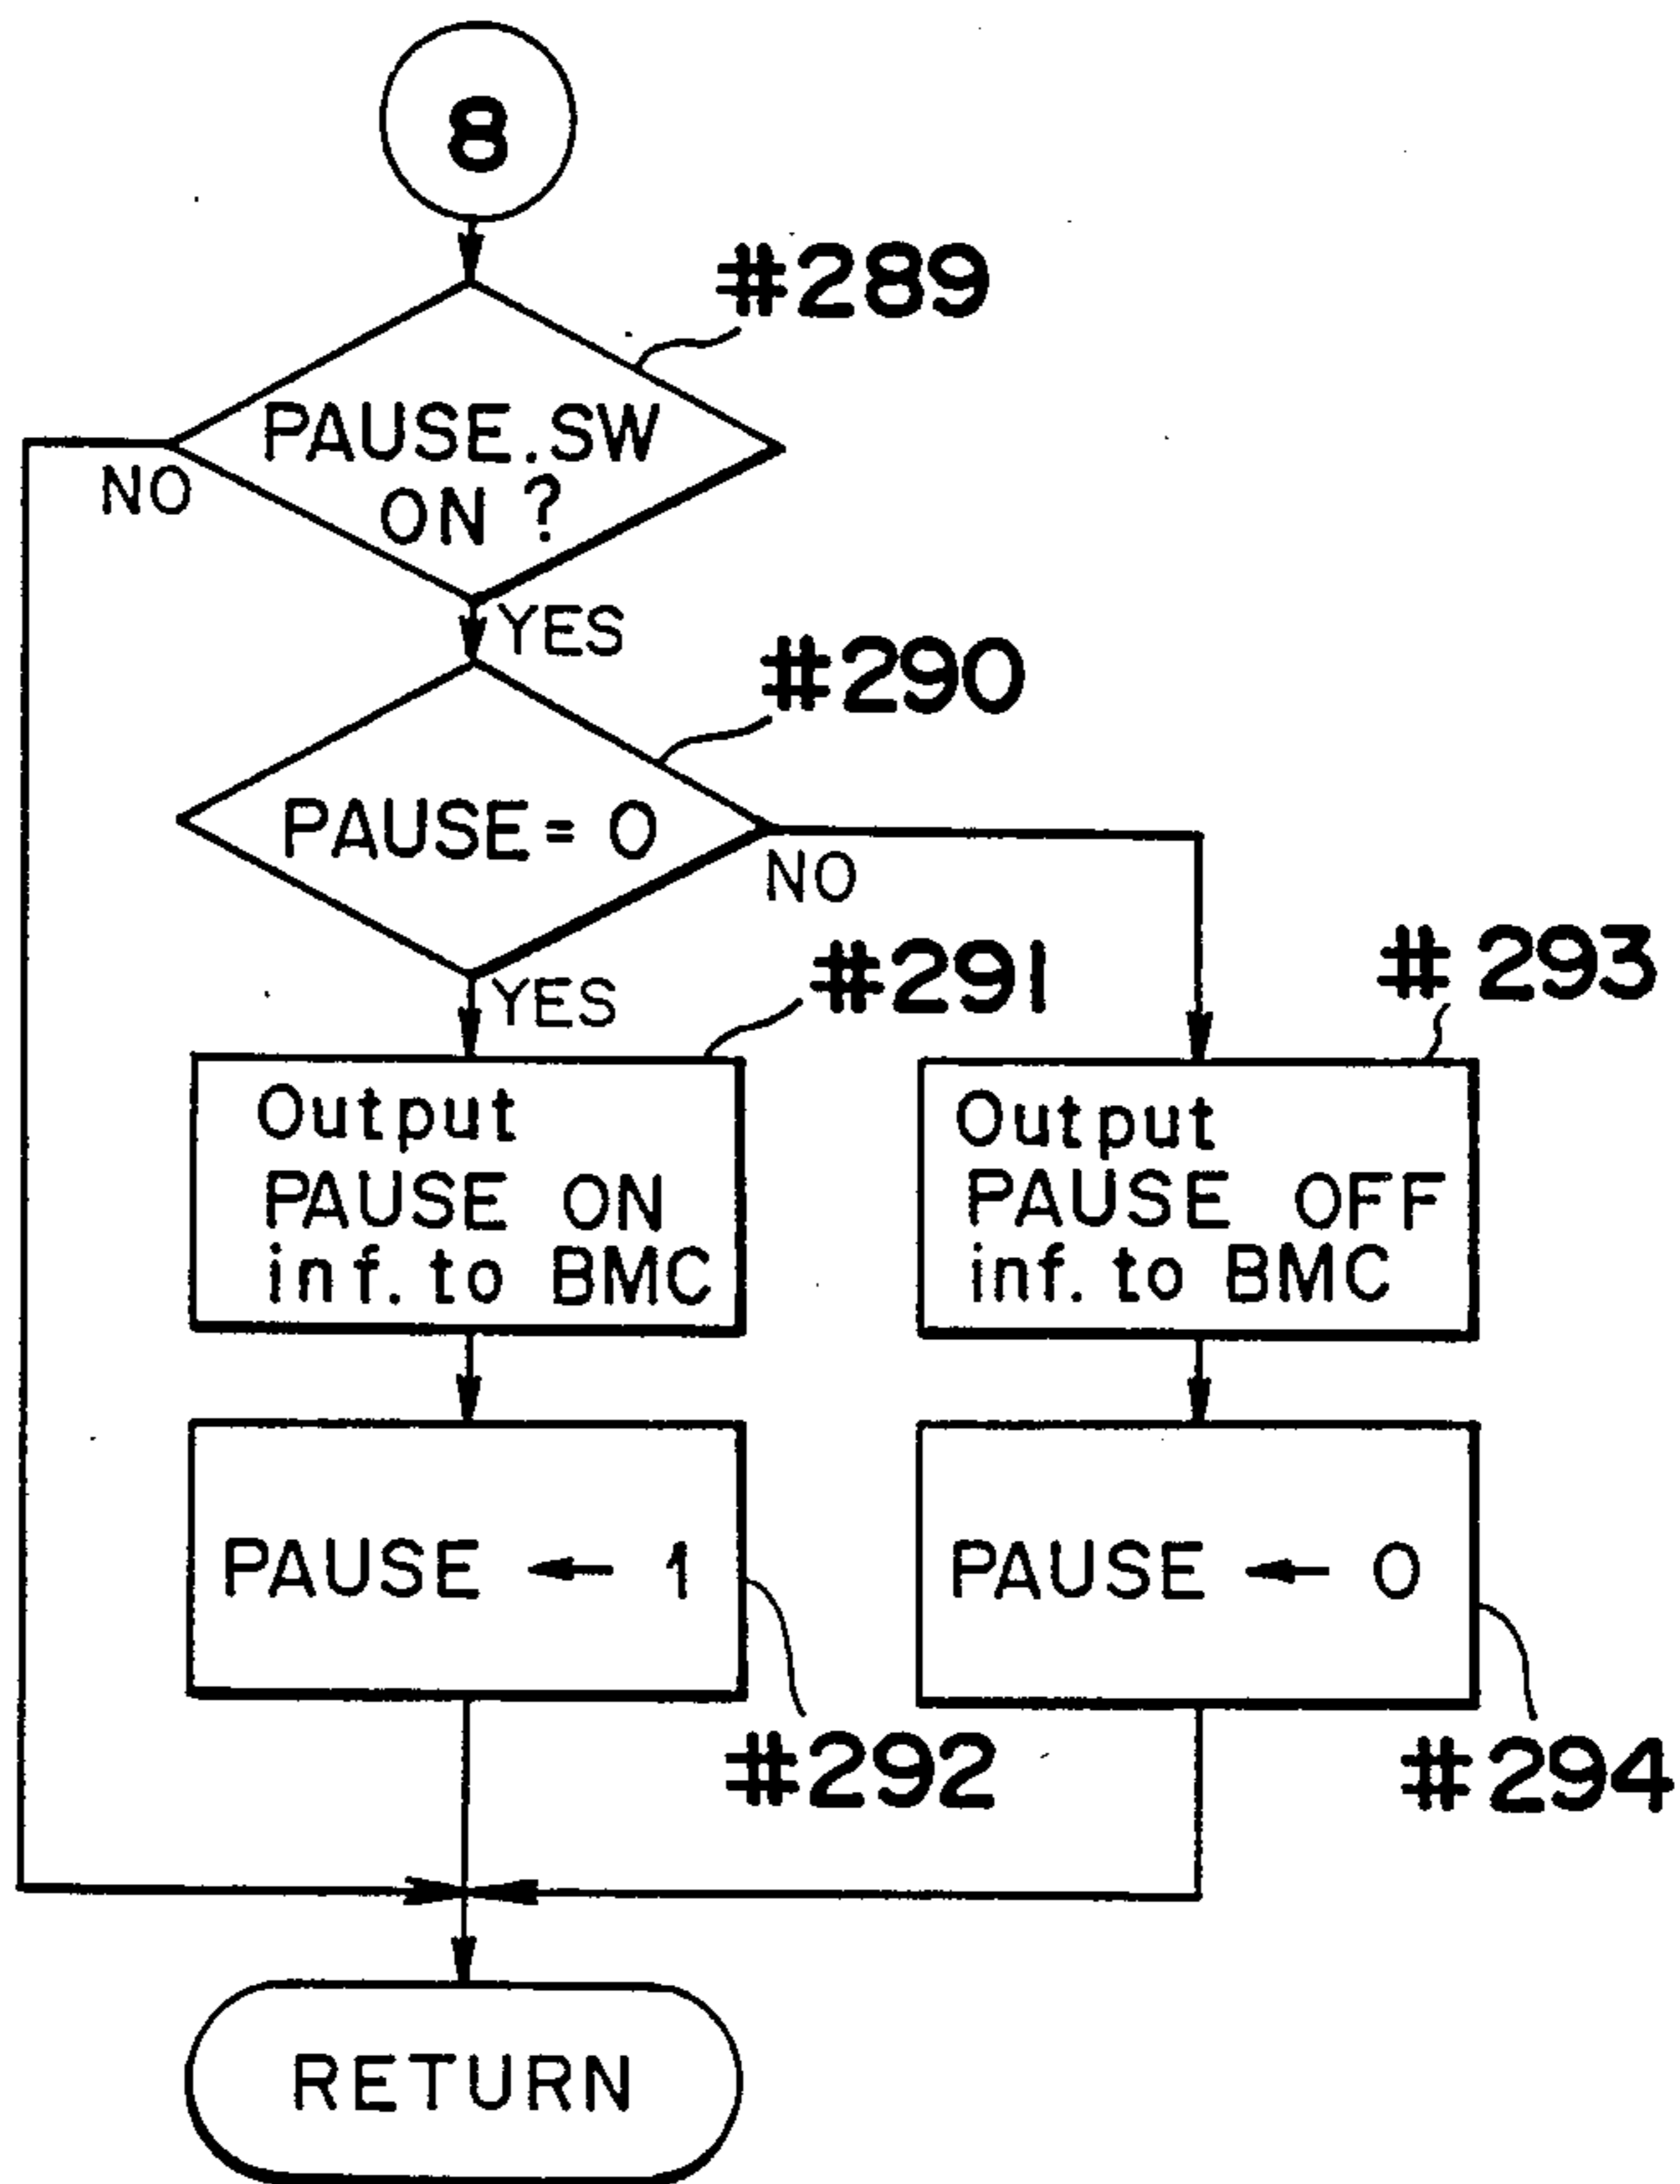 8
#289
PAUSE.SW
ON ?
NO
YES
#290
PAUSE = 0
NO
YES
#291
#293
Output
PAUSE ON
inf. to BMC
Output
PAUSE OFF
inf. to BMC
PAUSE ← 1
PAUSE ← 0
#292
#294
RETURN